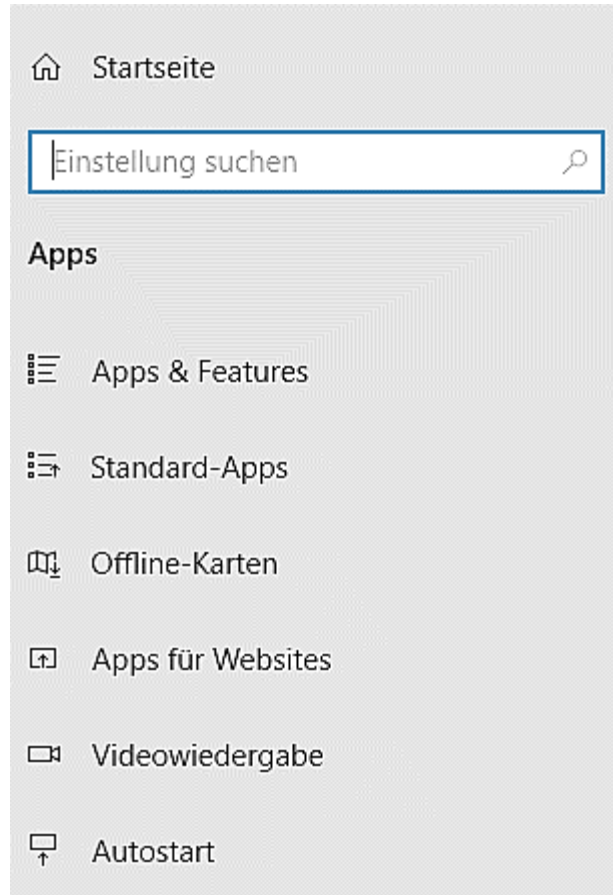 Startseite
Einstellung suchen
Apps
Apps & Features
Standard-Apps
Offline-Karten
Apps für Websites
Videowiedergabe
Autostart